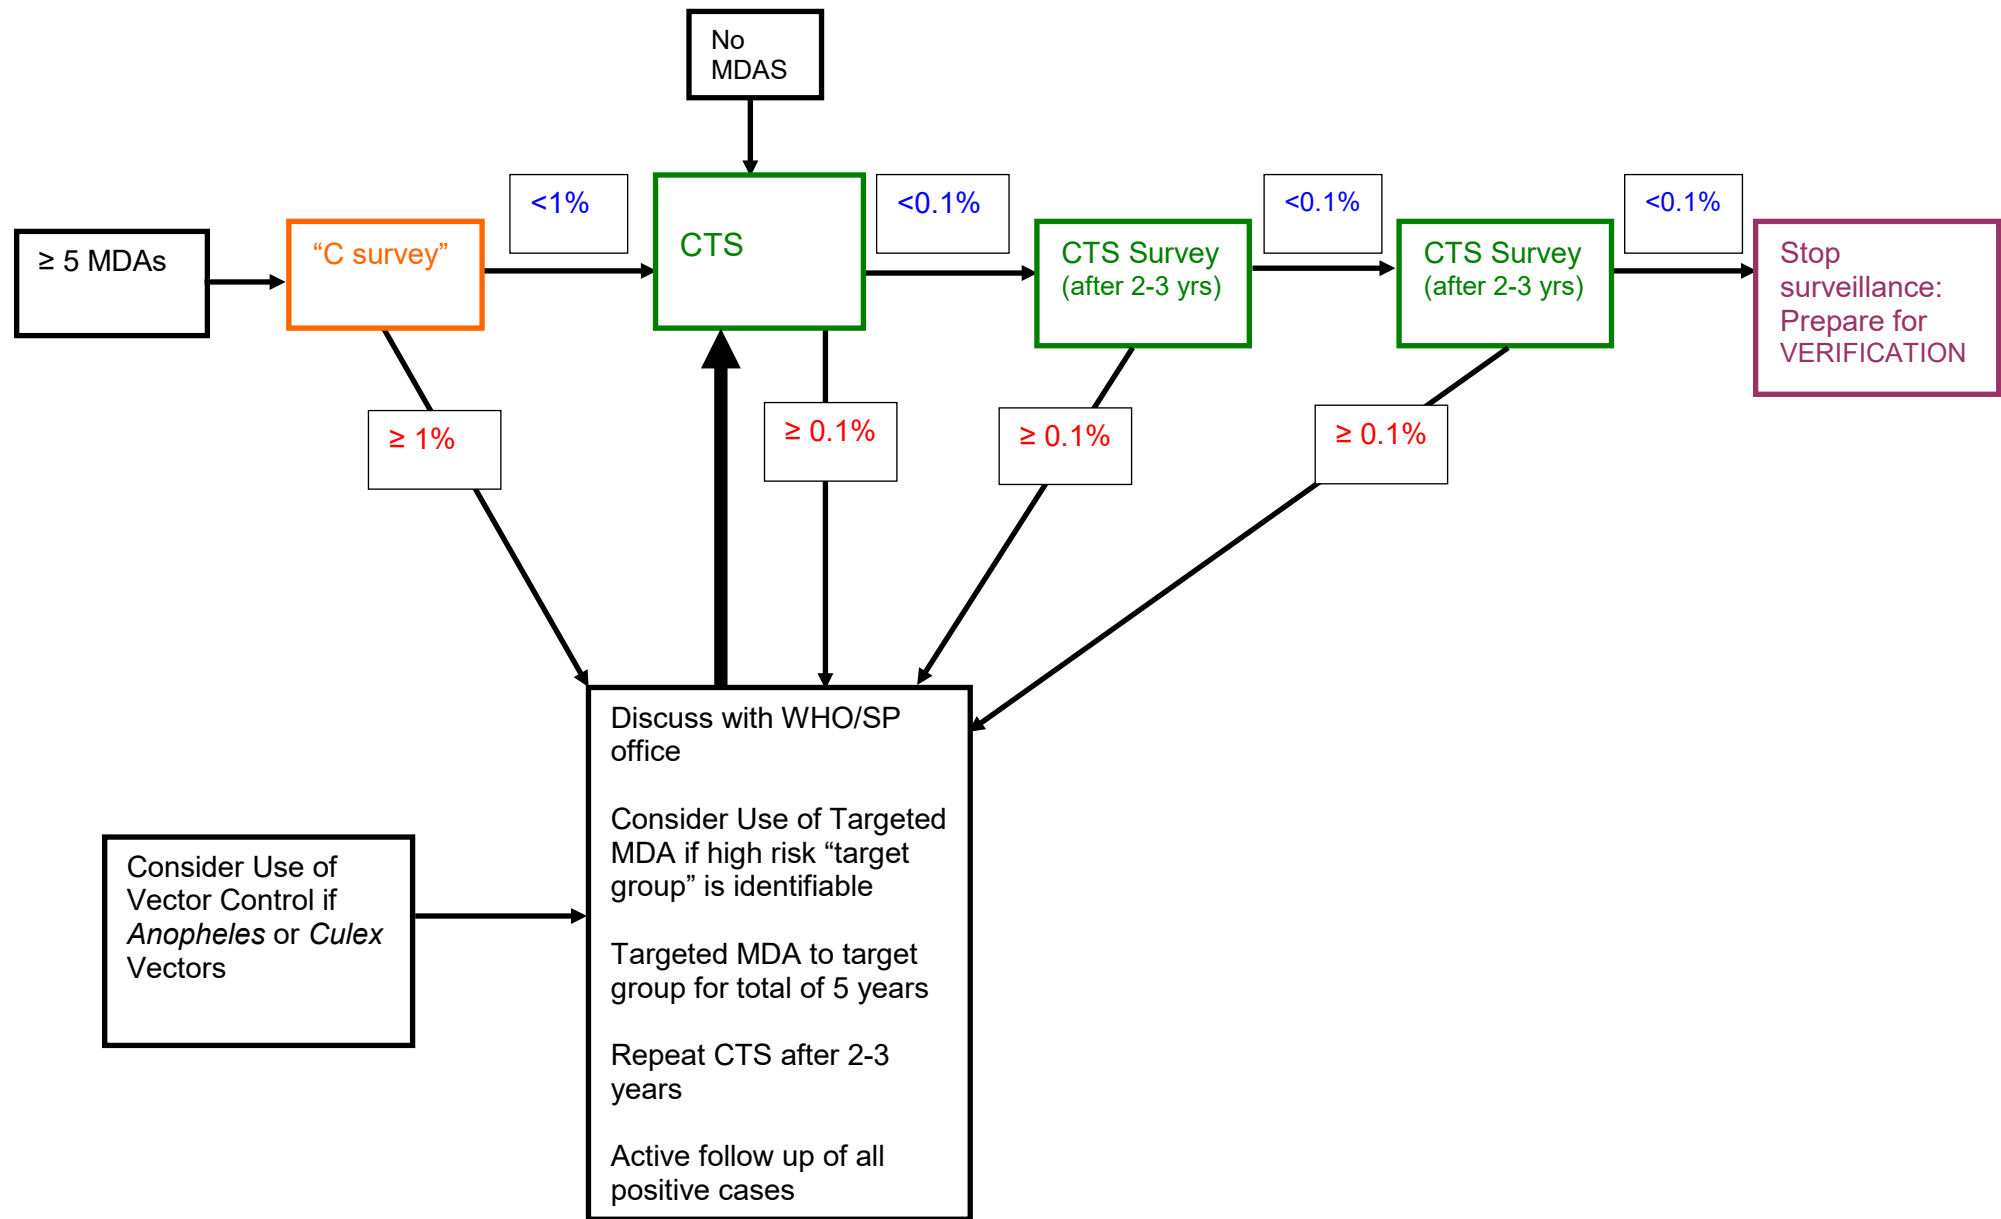 No
MDAS
≥ 5 MDAs
“C survey”
<1%
CTS
<0.1%
CTS Survey
(after 2-3 yrs)
<0.1%
CTS Survey
(after 2-3 yrs)
<0.1%
Stop
surveillance:
Prepare for
VERIFICATION
≥ 1%
≥ 0.1%
≥ 0.1%
≥ 0.1%
Consider Use of
Vector Control if
Anopheles or Culex
Vectors
Discuss with WHO/SP
office
Consider Use of Targeted
MDA if high risk “target
group” is identifiable
Targeted MDA to target
group for total of 5 years
Repeat CTS after 2-3
years
Active follow up of all
positive cases